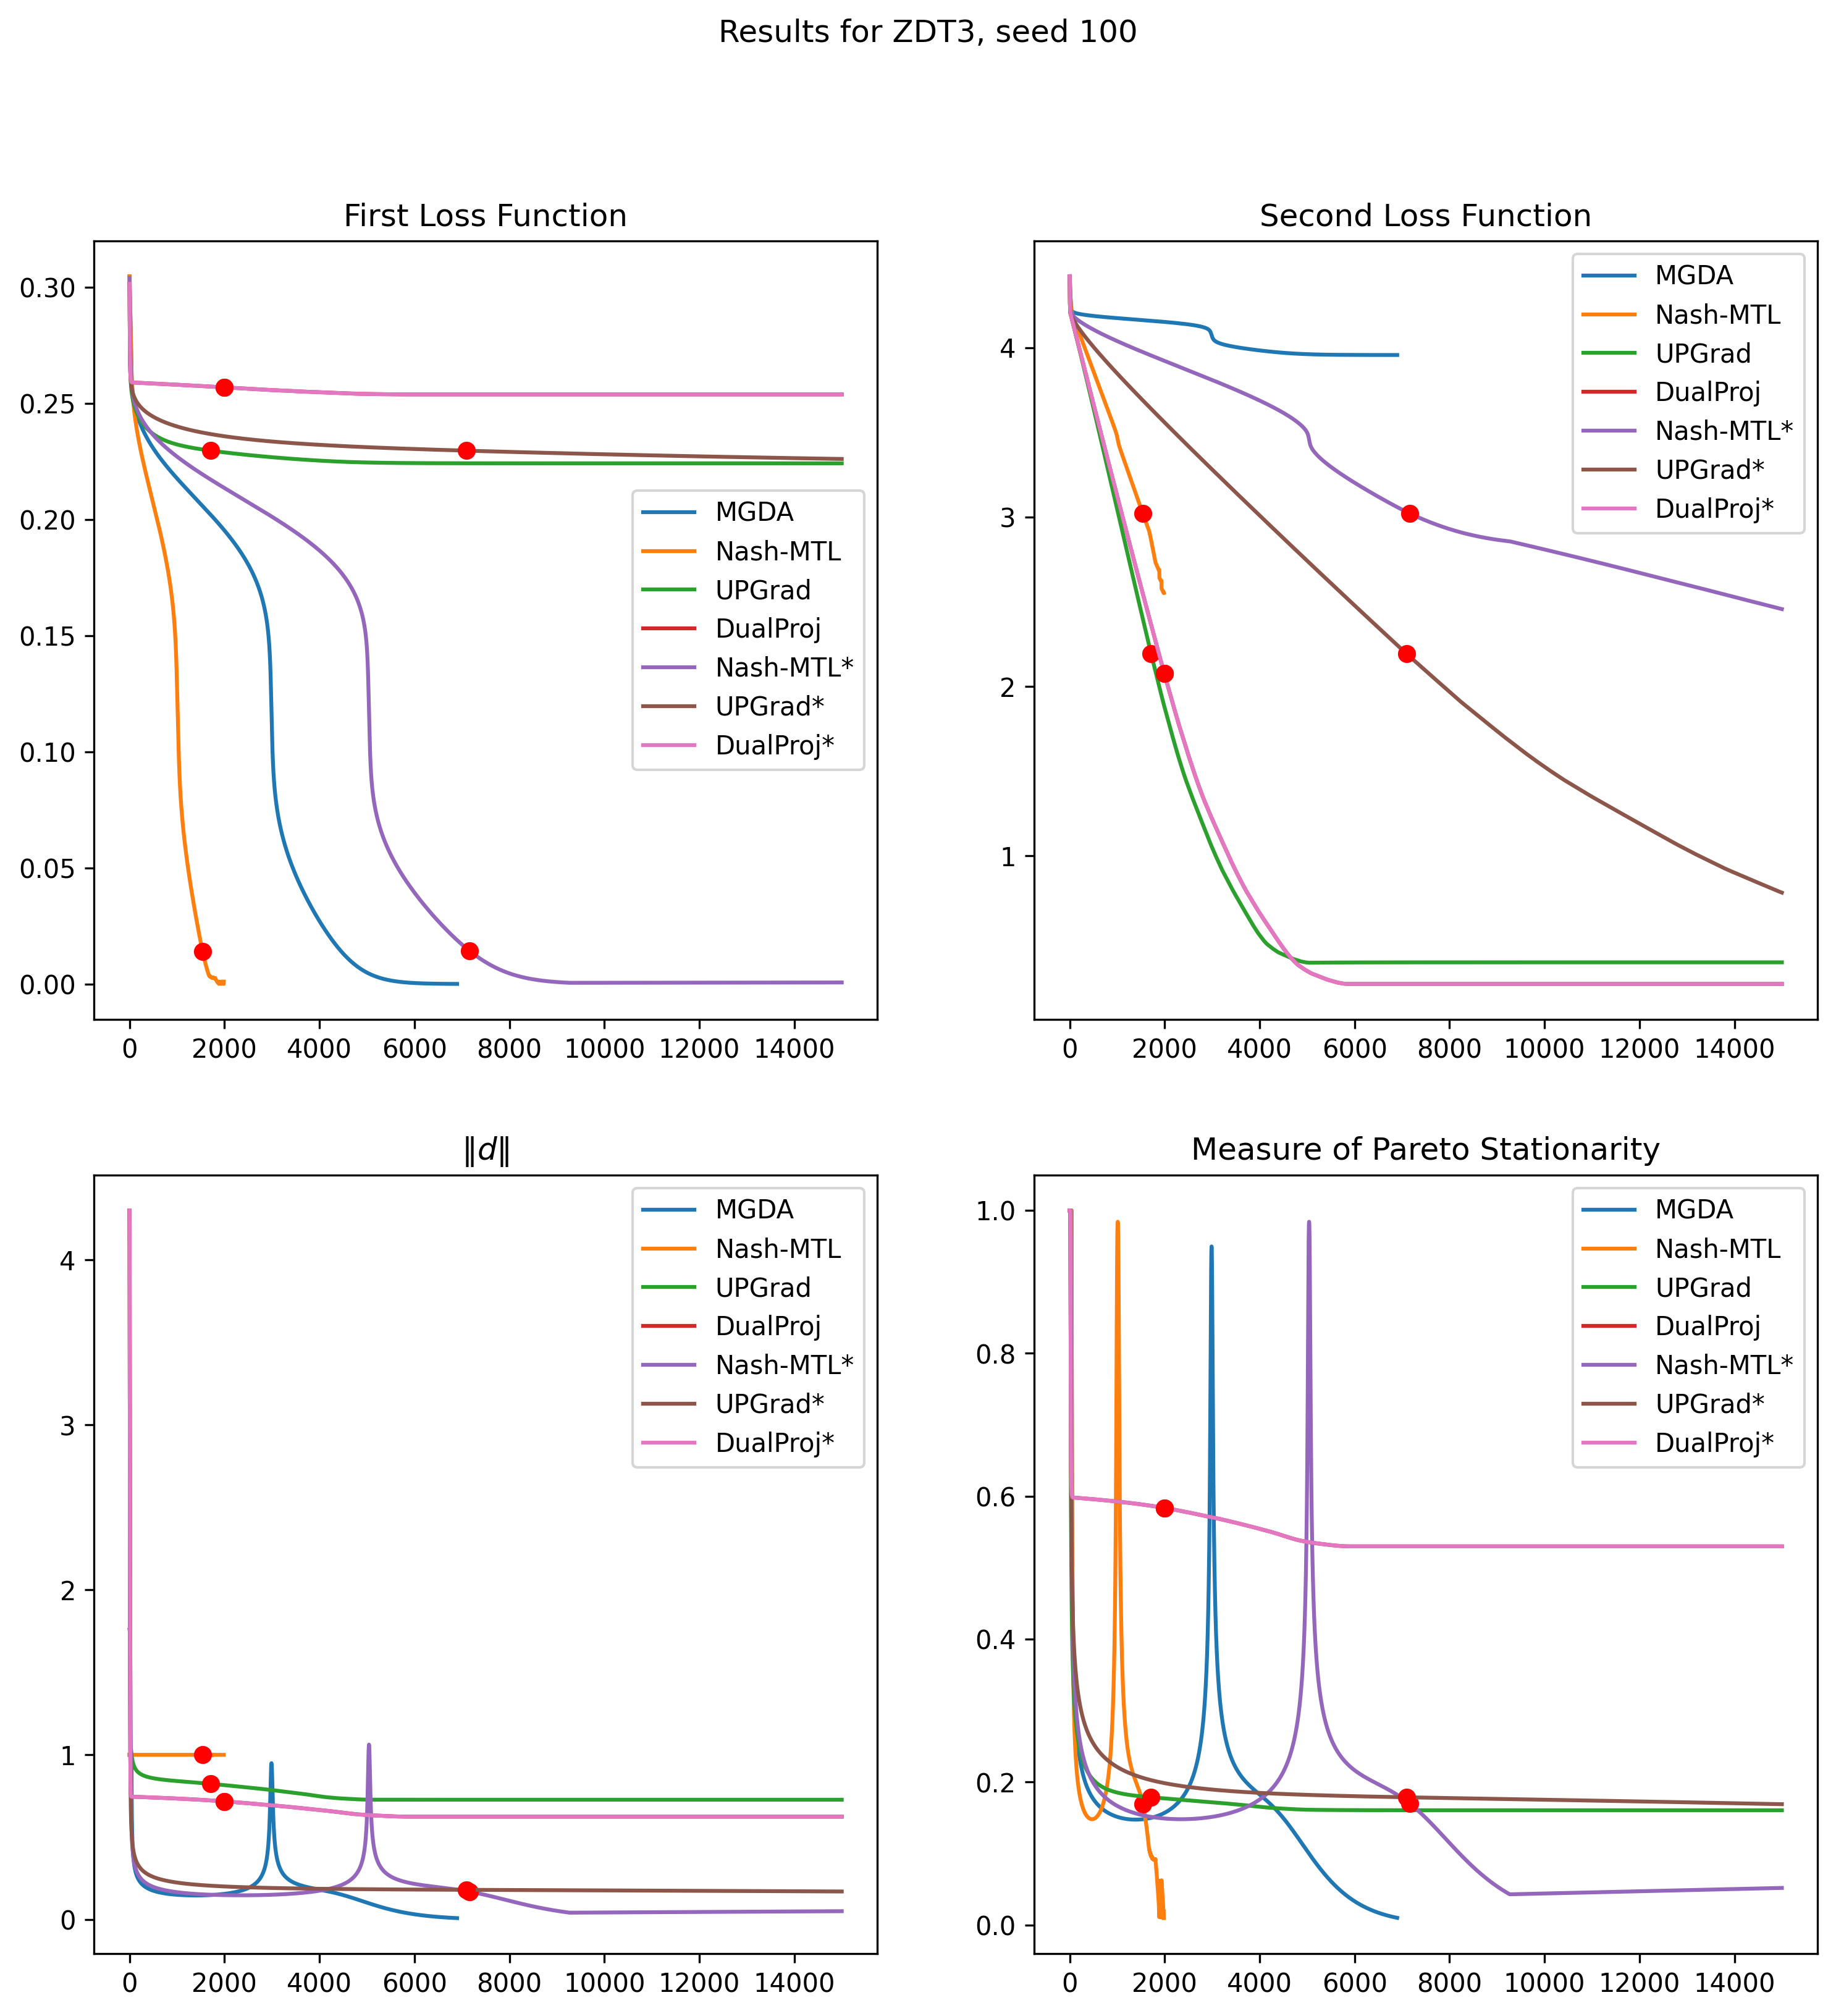 Results for ZDT3, seed 100
First Loss Function
0.30
0.25
0.20
0.15
0.10
0.05
0.00
0 2000 4000 6000 8000 10000 12000 14000
MGDA
Nash-MTL
UPGrad
DualProj
Nash-MTL*
UPGrad*
DualProj*
Second Loss Function
4
3
2
1
0 2000 4000 6000 8000 10000 12000 14000
MGDA
Nash-MTL
UPGrad
DualProj
Nash-MTL*
UPGrad*
DualProj*
‖d‖
4
3
2
1
0
0 2000 4000 6000 8000 10000 12000 14000
MGDA
Nash-MTL
UPGrad
DualProj
Nash-MTL*
UPGrad*
DualProj*
Measure of Pareto Stationarity
1.0
0.8
0.6
0.4
0.2
0.0
0 2000 4000 6000 8000 10000 12000 14000
MGDA
Nash-MTL
UPGrad
DualProj
Nash-MTL*
UPGrad*
DualProj*